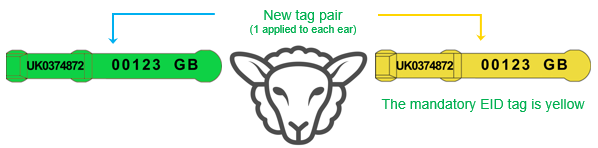 New tag pair
(1 applied to each ear)
UK0374872 00123 GB
UK0374872 00123 GB
The mandatory EID tag is yellow